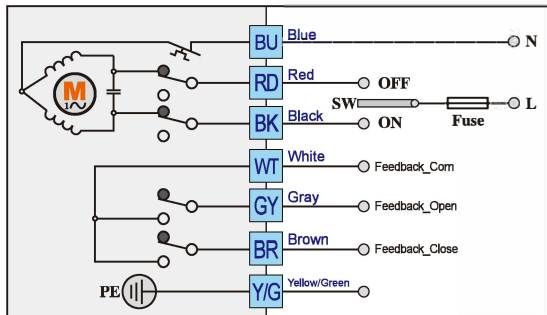 BU Blue N
M
1~
RD Red OFF
SW Fuse L
BK Black ON
WT White Feedback_Com
GY Gray Feedback_Open
BR Brown Feedback_Close
PE Y/G Yellow/Green